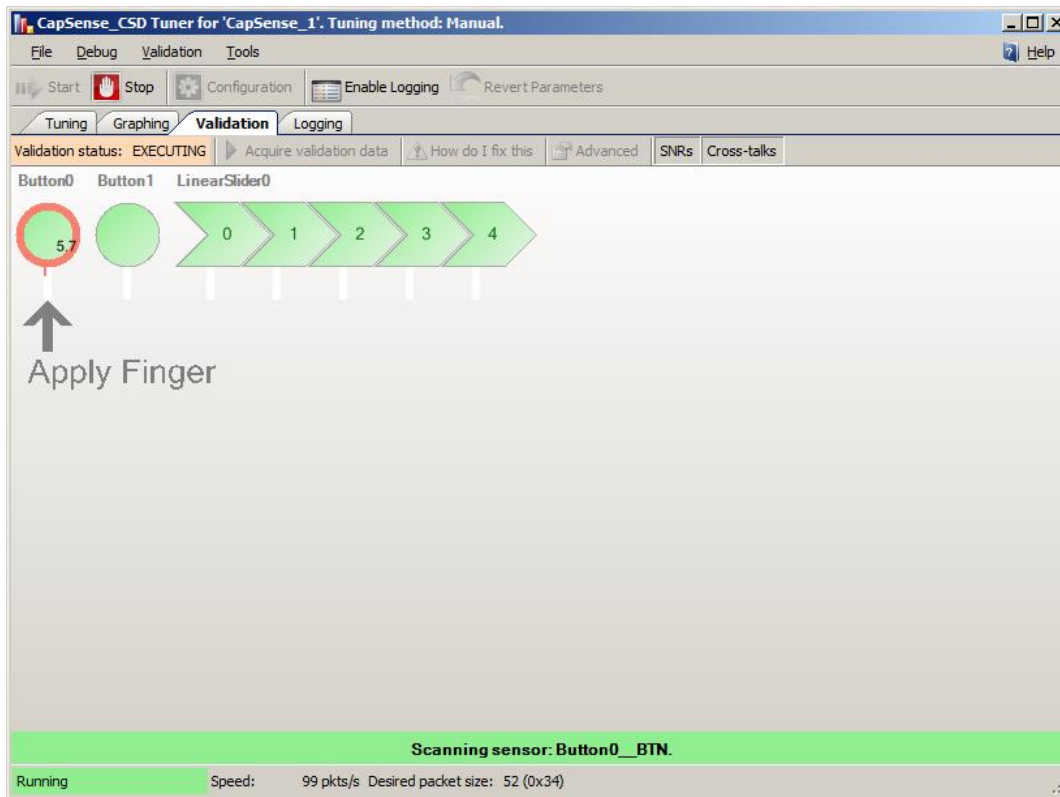 CapSense_CSD Tuner for 'CapSense_1'. Tuning method: Manual.
File Debug Validation Tools Help
Start Stop Configuration Enable Logging Revert Parameters
Tuning Graphing Validation Logging
Validation status: EXECUTING Acquire validation data How do I fix this Advanced SNRs Cross-talks
Button0 Button1 LinearSlider0
5.7 0 1 2 3 4
Apply Finger
Scanning sensor: Button0__BTN.
Running Speed: 99 pkts/s Desired packet size: 52 (0x34)